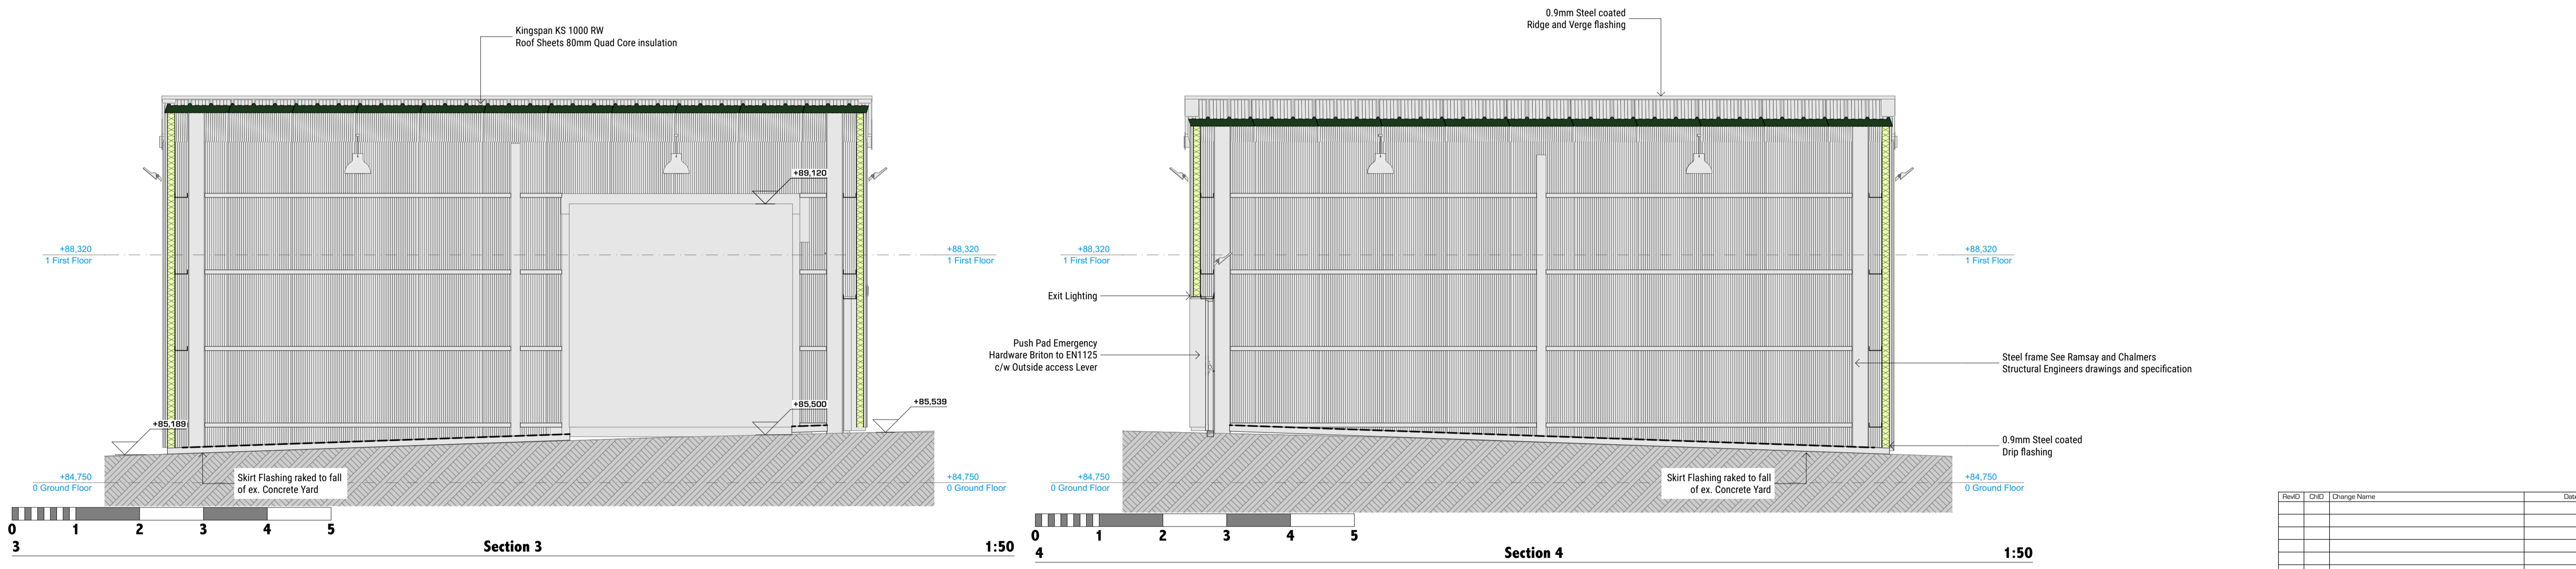 Kingspan KS 1000 RW
Roof Sheets 80mm Quad Core insulation
+89,120
+88,320
1 First Floor
+88,320
1 First Floor
+85,500
+85,539
+85,189
Skirt Flashing raked to fall
of ex. Concrete Yard
+84,750
0 Ground Floor
+84,750
0 Ground Floor
0 1 2 3 4 5
3 Section 3 1:50
0.9mm Steel coated
Ridge and Verge flashing
+88,320
1 First Floor
+88,320
1 First Floor
Exit Lighting
Push Pad Emergency
Hardware Briton to EN1125
c/w Outside access Lever
Steel frame See Ramsay and Chalmers
Structural Engineers drawings and specification
0.9mm Steel coated
Drip flashing
Skirt Flashing raked to fall
of ex. Concrete Yard
+84,750
0 Ground Floor
+84,750
0 Ground Floor
0 1 2 3 4 5
4 Section 4 1:50
RevID ChID Change Name Date